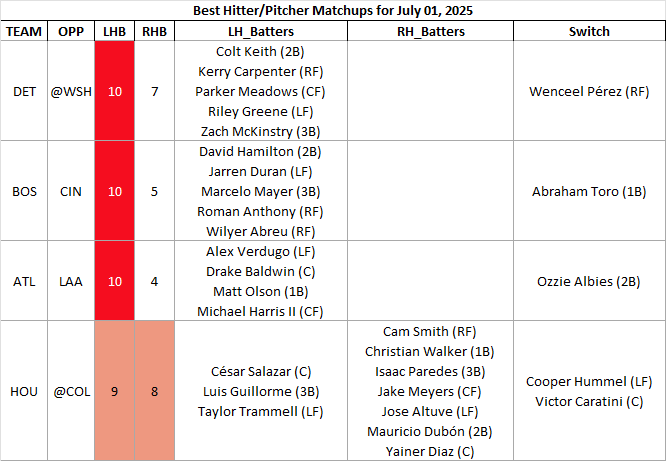 Best Hitter/Pitcher Matchups for July 01, 2025
TEAM OPP LHB RHB LH_Batters RH_Batters Switch
DET @WSH 10 7
Colt Keith (2B)
Kerry Carpenter (RF)
Parker Meadows (CF)
Riley Greene (LF)
Zach McKinstry (3B)
Wenceel Pérez (RF)
BOS CIN 10 5
David Hamilton (2B)
Jarren Duran (LF)
Marcelo Mayer (3B)
Roman Anthony (RF)
Wilyer Abreu (RF)
Abraham Toro (1B)
ATL LAA 10 4
Alex Verdugo (LF)
Drake Baldwin (C)
Matt Olson (1B)
Michael Harris II (CF)
Ozzie Albies (2B)
HOU @COL 9 8
César Salazar (C)
Luis Guillorme (3B)
Taylor Trammell (LF)
Cam Smith (RF)
Christian Walker (1B)
Isaac Paredes (3B)
Jake Meyers (CF)
Jose Altuve (LF)
Mauricio Dubón (2B)
Yainer Diaz (C)
Cooper Hummel (LF)
Victor Caratini (C)